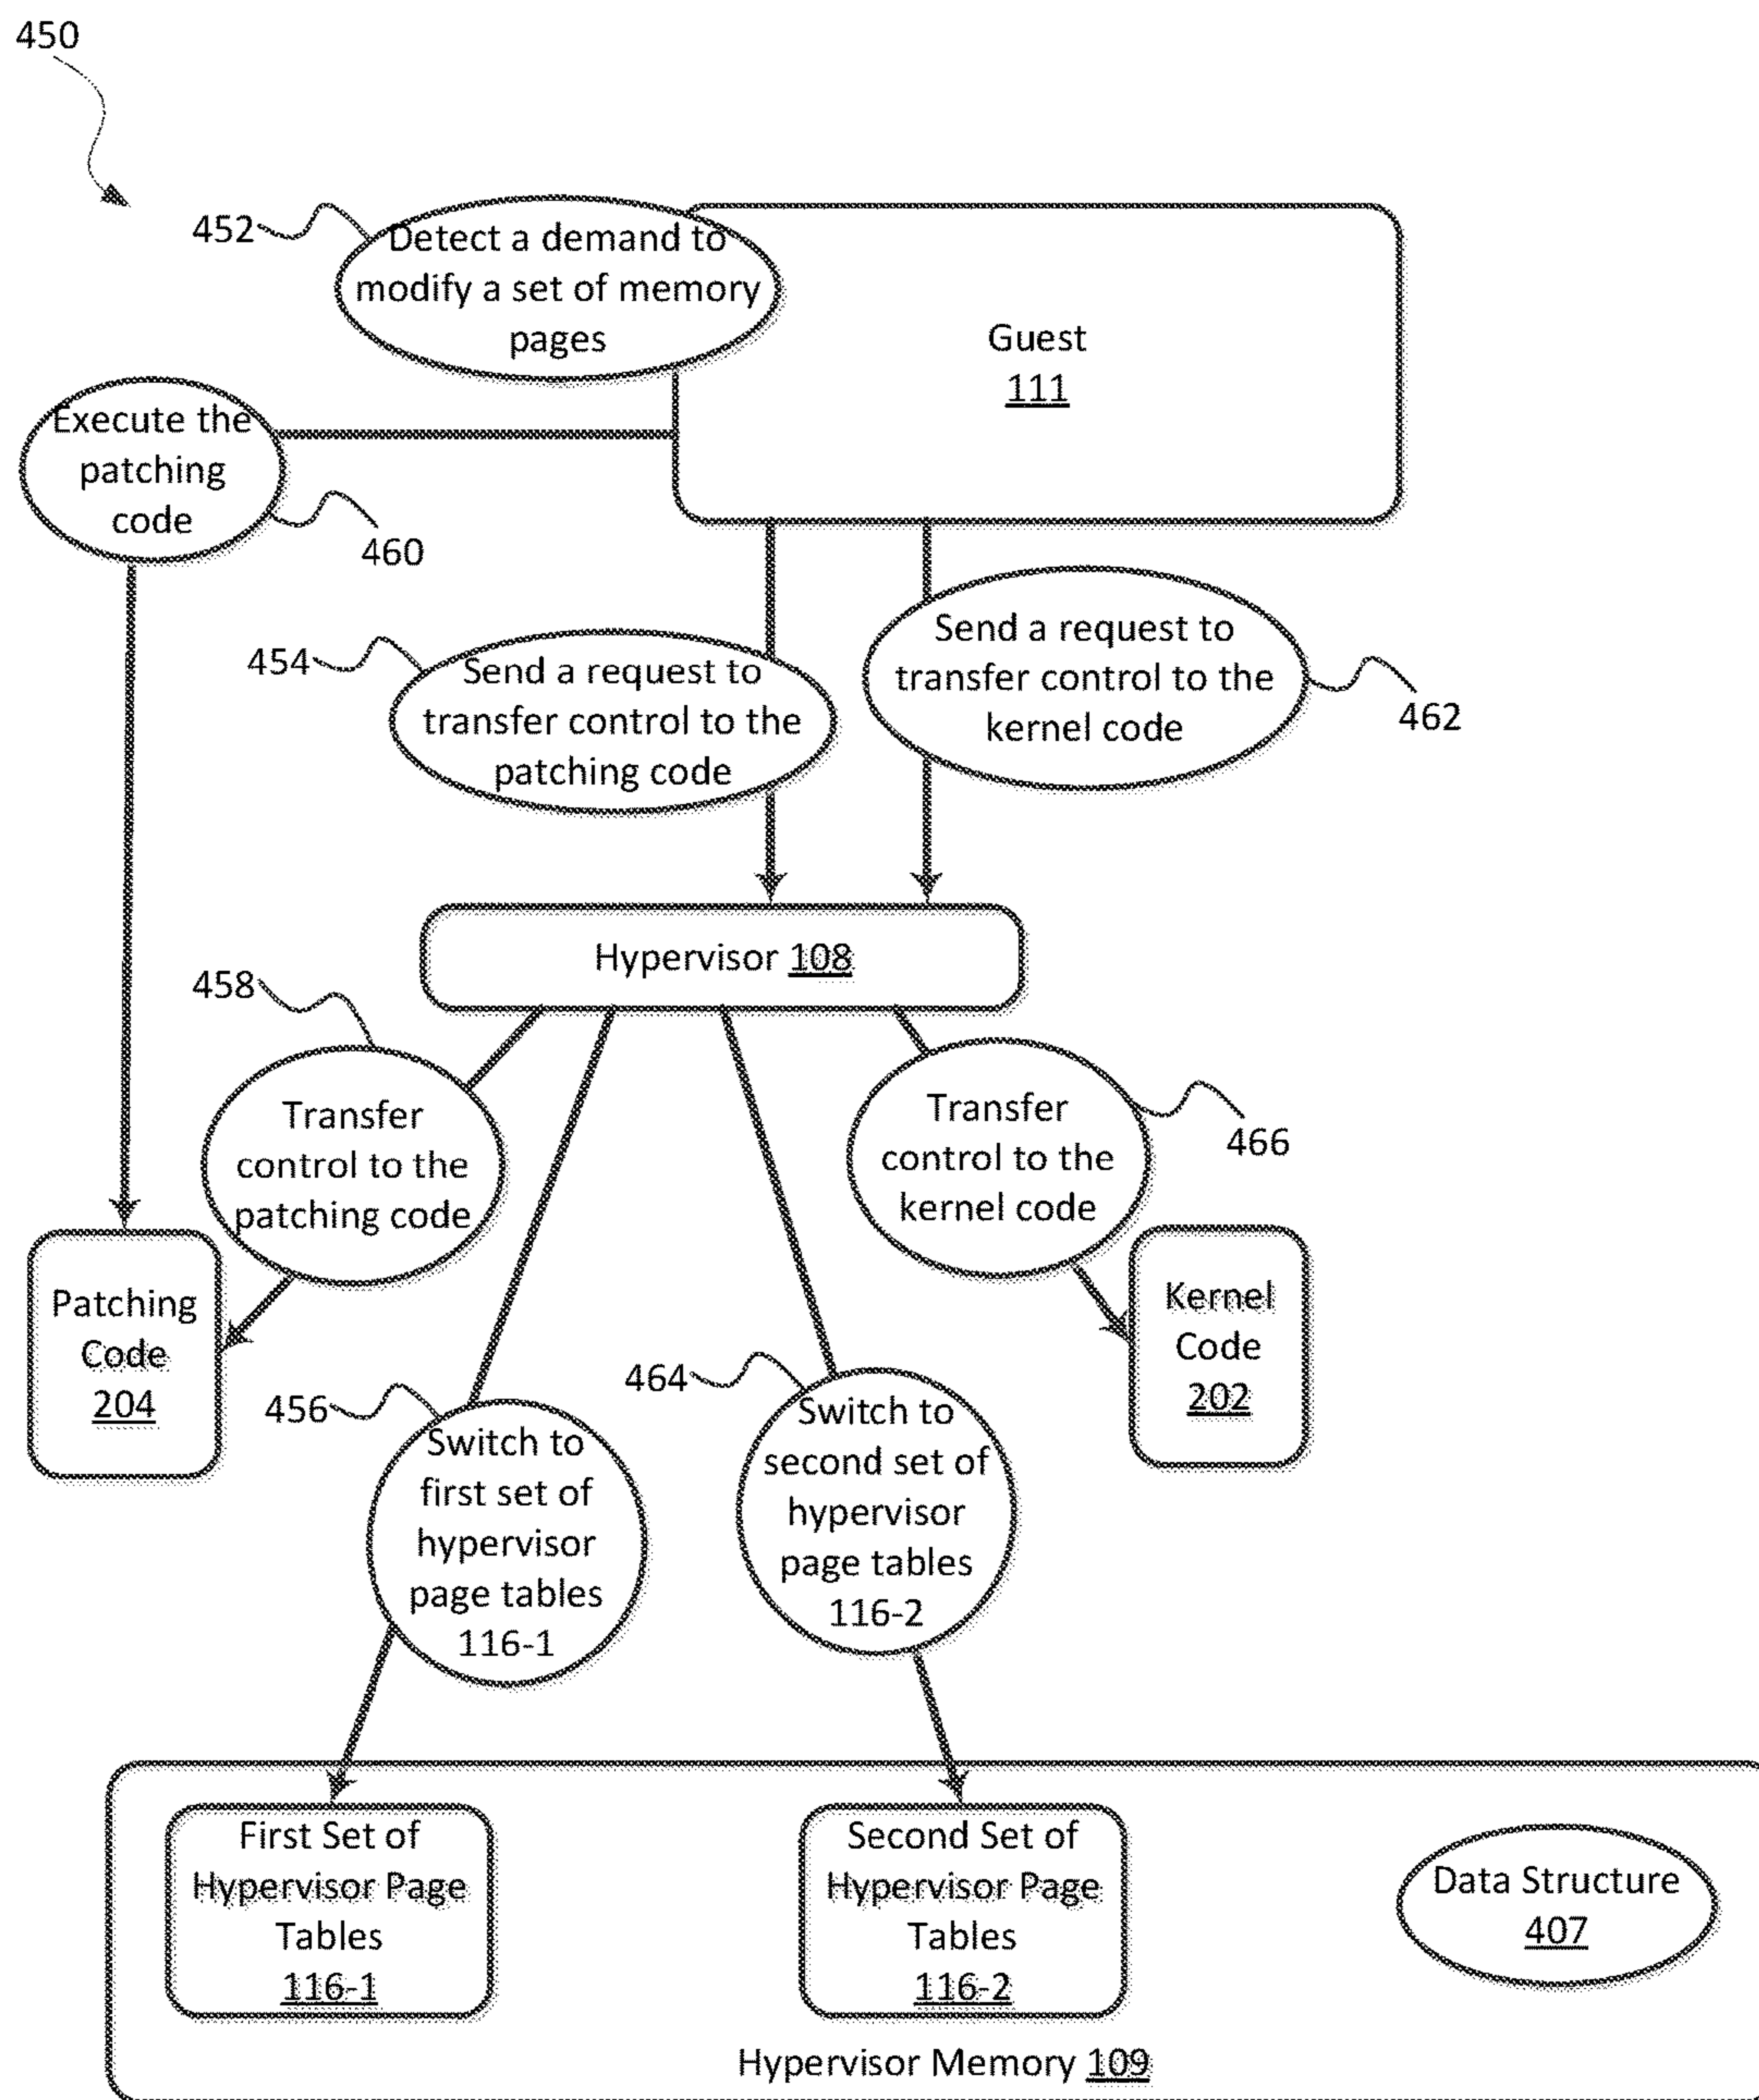 450
452
Detect a demand to
modify a set of memory
pages
Guest
111
Execute the
patching
code
460
454
Send a request to
transfer control to the
patching code
Send a request to
transfer control to the
kernel code
462
Hypervisor 108
458
Transfer
control to the
patching code
Transfer
control to the
kernel code
466
Patching
Code
204
Kernel
Code
202
456
Switch to
first set of
hypervisor
page tables
116-1
464
Switch to
second set of
hypervisor
page tables
116-2
First Set of
Hypervisor Page
Tables
116-1
Second Set of
Hypervisor Page
Tables
116-2
Data Structure
407
Hypervisor Memory 109